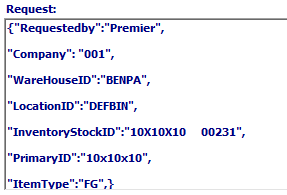 Request:
{"Requestedby":"Premier",
"Company": "001",
"WareHouseID":"BENPA",
"LocationID":"DEFBIN",
"InventoryStockID":"10X10X10    00231",
"PrimaryID":"10x10x10",
"ItemType":"FG",}